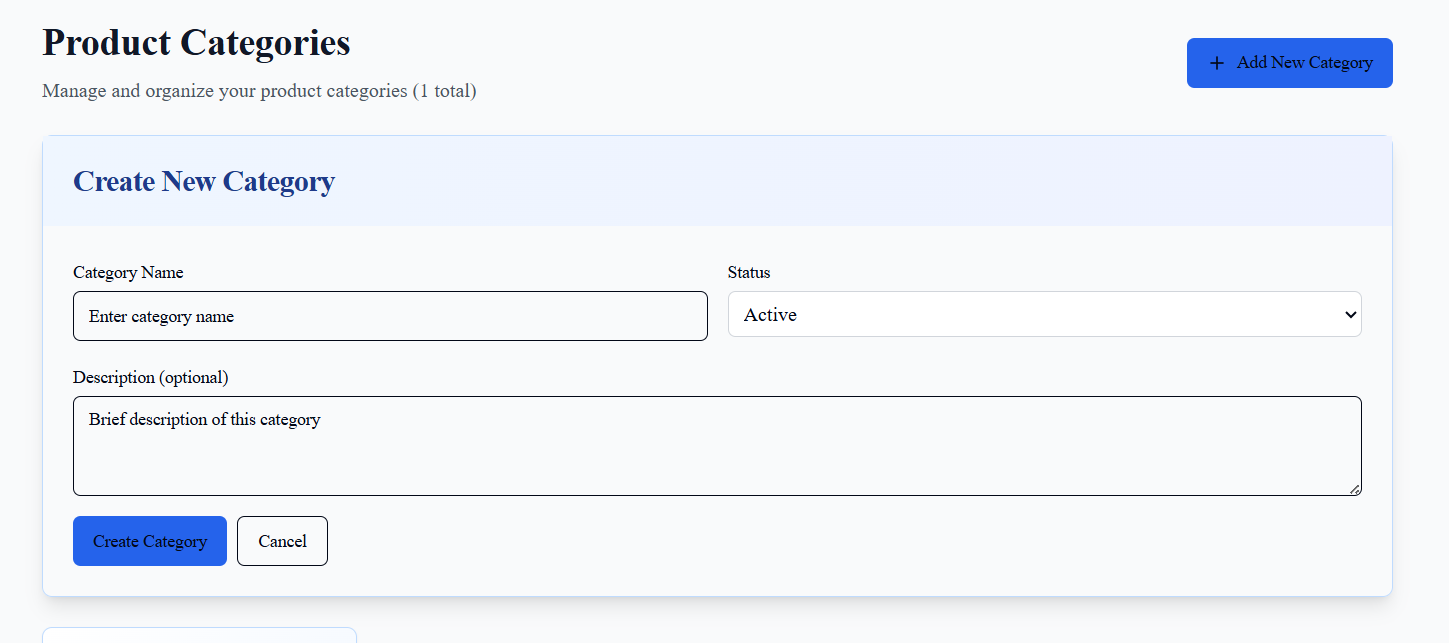 Product Categories
Manage and organize your product categories (1 total)
+ Add New Category
Create New Category
Category Name
Status
Enter category name
Active
Description (optional)
Brief description of this category
Create Category
Cancel